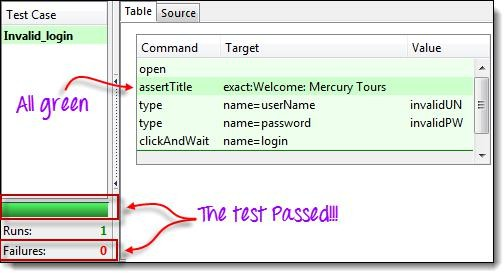 Test Case
Invalid_login
All green
Runs: 1
Failures: 0
Table Source
Command Target Value
open
assertTitle exact:Welcome: Mercury Tours
type name=userName invalidUN
type name=password invalidPW
clickAndWait name=login
The test Passed!!!